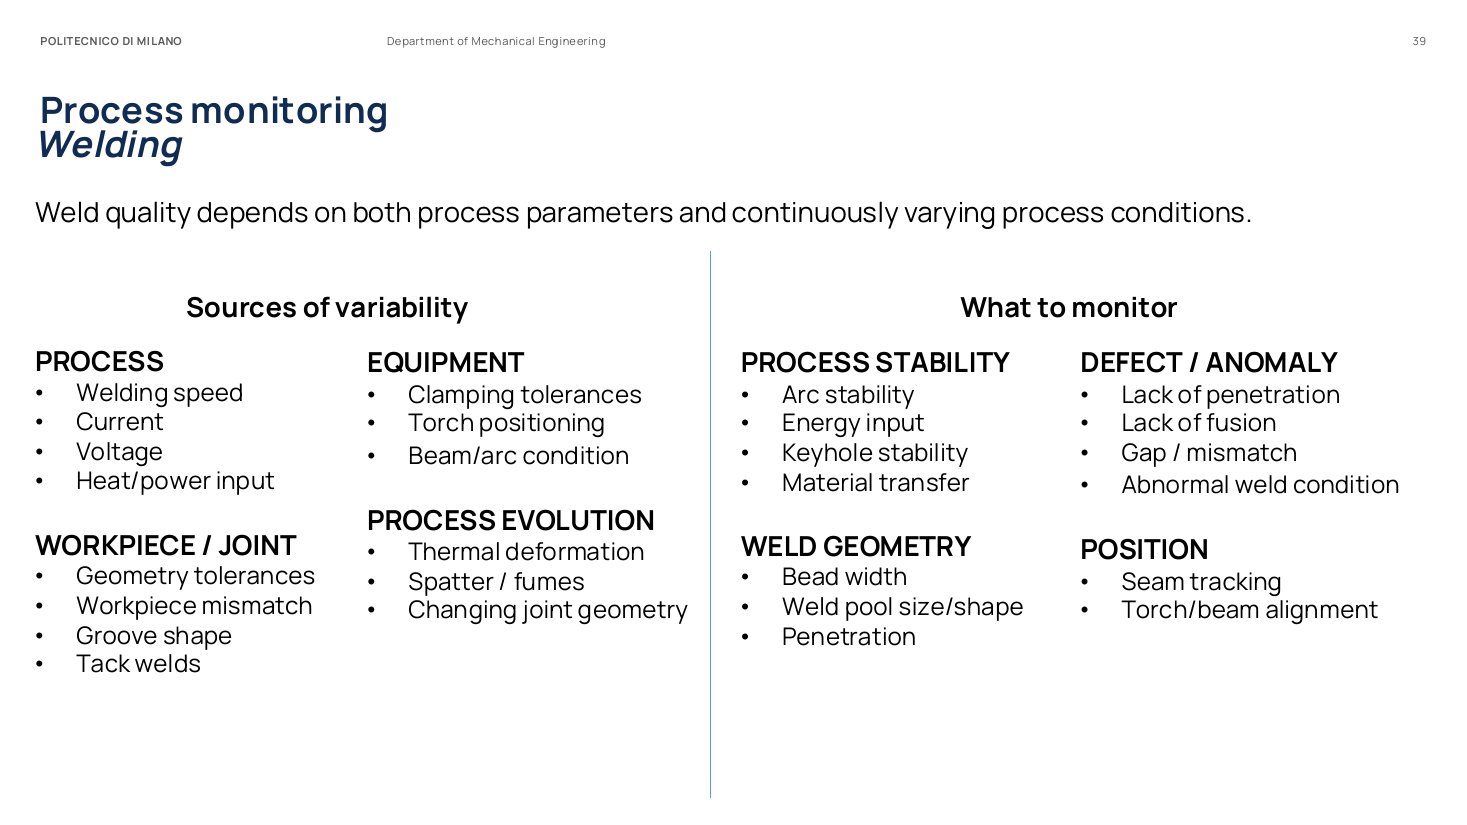 POLITECNICO DI MILANO
Department of Mechanical Engineering
39
Process monitoring
Welding
Weld quality depends on both process parameters and continuously varying process conditions.
Sources of variability
PROCESS
• Welding speed
• Current
• Voltage
• Heat/power input
WORKPIECE / JOINT
• Geometry tolerances
• Workpiece mismatch
• Groove shape
• Tack welds
EQUIPMENT
• Clamping tolerances
• Torch positioning
• Beam/arc condition
PROCESS EVOLUTION
• Thermal deformation
• Spatter / fumes
• Changing joint geometry
What to monitor
PROCESS STABILITY
• Arc stability
• Energy input
• Keyhole stability
• Material transfer
WELD GEOMETRY
• Bead width
• Weld pool size/shape
• Penetration
DEFECT / ANOMALY
• Lack of penetration
• Lack of fusion
• Gap / mismatch
• Abnormal weld condition
POSITION
• Seam tracking
• Torch/beam alignment